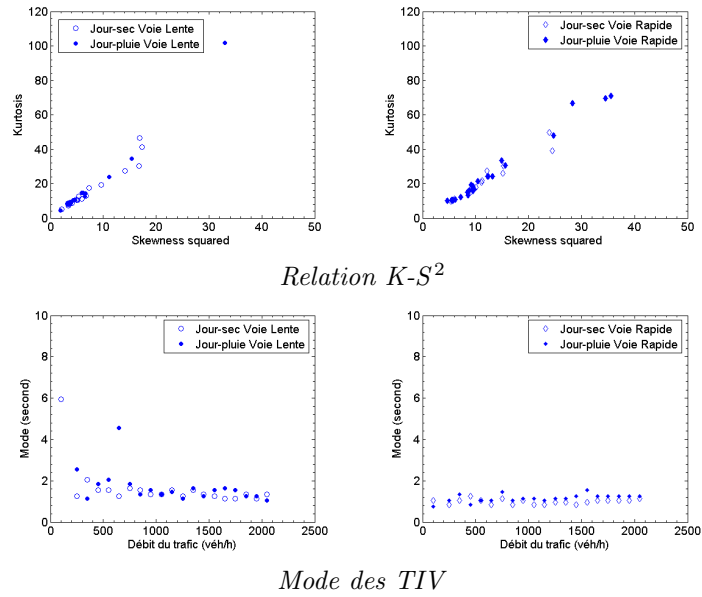 120
100
80
60
40
20
0
Kurtosis
0 10 20 30 40 50
Skewness squared
Jour-sec Voie Lente
Jour-pluie Voie Lente
120
100
80
60
40
20
0
Kurtosis
0 10 20 30 40 50
Skewness squared
Jour-sec Voie Rapide
Jour-pluie Voie Rapide
Relation K-S²
10
8
6
4
2
0
Mode (second)
0 500 1000 1500 2000 2500
Débit du trafic (véh/h)
Jour-sec Voie Lente
Jour-pluie Voie Lente
10
8
6
4
2
0
Mode (second)
0 500 1000 1500 2000 2500
Débit du trafic (véh/h)
Jour-sec Voie Rapide
Jour-pluie Voie Rapide
Mode des TIV